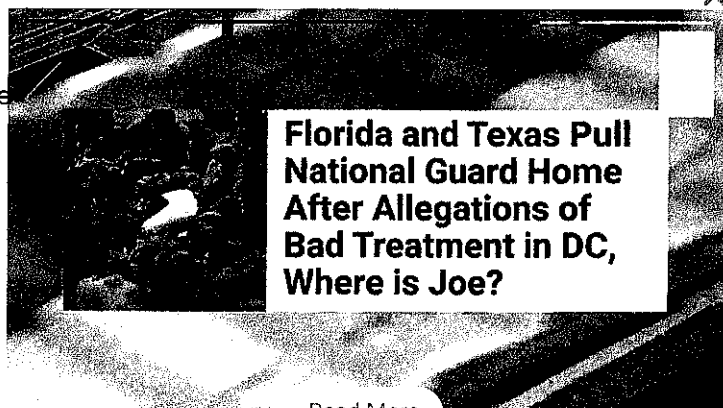 Florida and Texas Pull
National Guard Home
After Allegations of
Bad Treatment in DC,
Where is Joe?
Read More